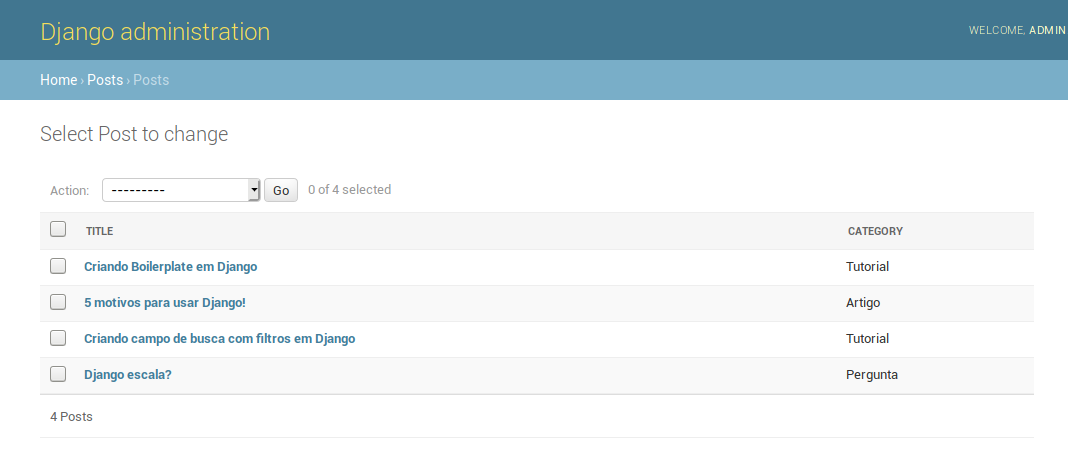 Django administration
WELCOME, ADMIN
Home › Posts › Posts
Select Post to change
Action: --------- Go 0 of 4 selected
TITLE CATEGORY
Criando Boilerplate em Django Tutorial
5 motivos para usar Django! Artigo
Criando campo de busca com filtros em Django Tutorial
Django escala? Pergunta
4 Posts